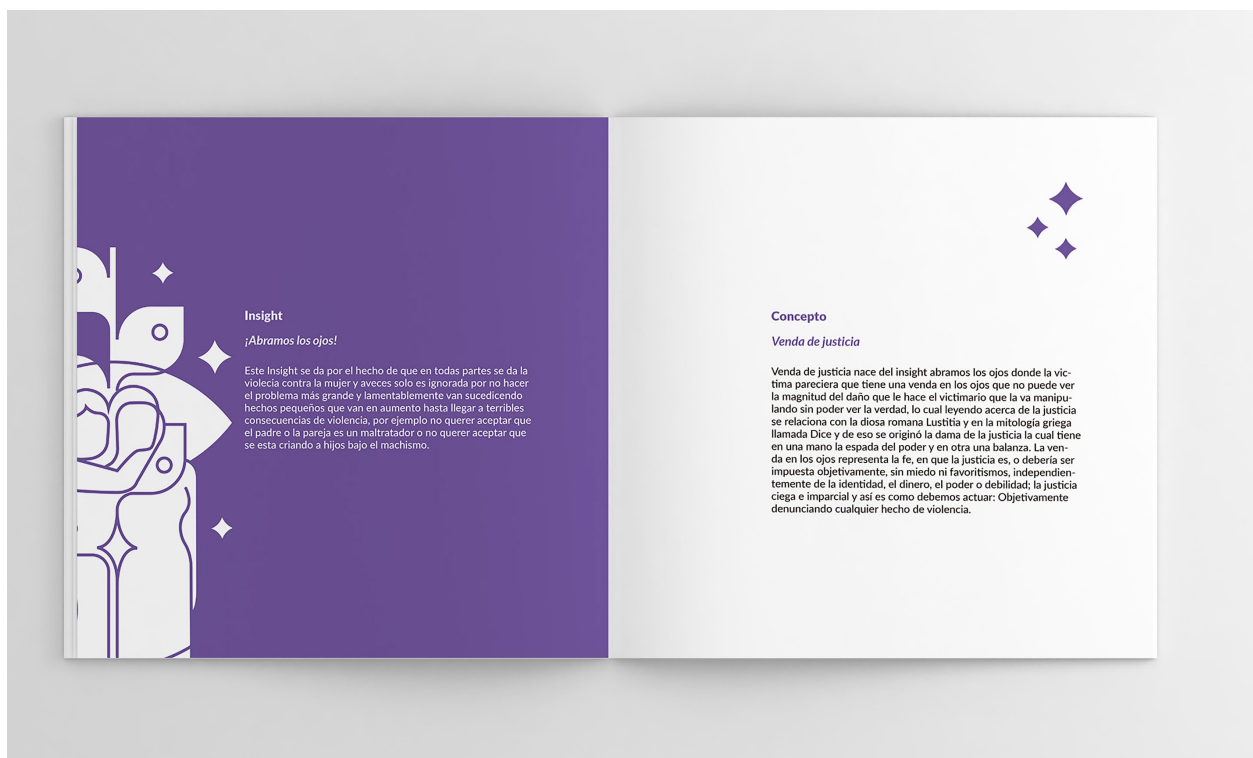 Insight
¡Abramos los ojos!
Este Insight se da por el hecho de que en todas partes se da la
violecia contra la mujer y aveces solo es ignorada por no hacer
el problema más grande y lamentablemente van sucedicendo
hechos pequeños que van en aumento hasta llegar a terribles
consecuencias de violencia, por ejemplo no querer aceptar que
el padre o la pareja es un maltratador o no querer aceptar que
se esta criando a hijos bajo el machismo.
Concepto
Venda de justicia
Venda de justicia nace del insight abramos los ojos donde la vic-
tima pareciera que tiene una venda en los ojos que no puede ver
la magnitud del daño que le hace el victimario que la va manipu-
lando sin poder ver la verdad, lo cual leyendo acerca de la justicia
se relaciona con la diosa romana Lustitia y en la mitología griega
llamada Dice y de eso se originó la dama de la justicia la cual tiene
en una mano la espada del poder y en otra una balanza. La ven-
da en los ojos representa la fe, en que la justicia es, o debería ser
impuesta objetivamente, sin miedo ni favoritismos, independien-
temente de la identidad, el dinero, el poder o debilidad; la justicia
ciega e imparcial y así es como debemos actuar: Objetivamente
denunciando cualquier hecho de violencia.